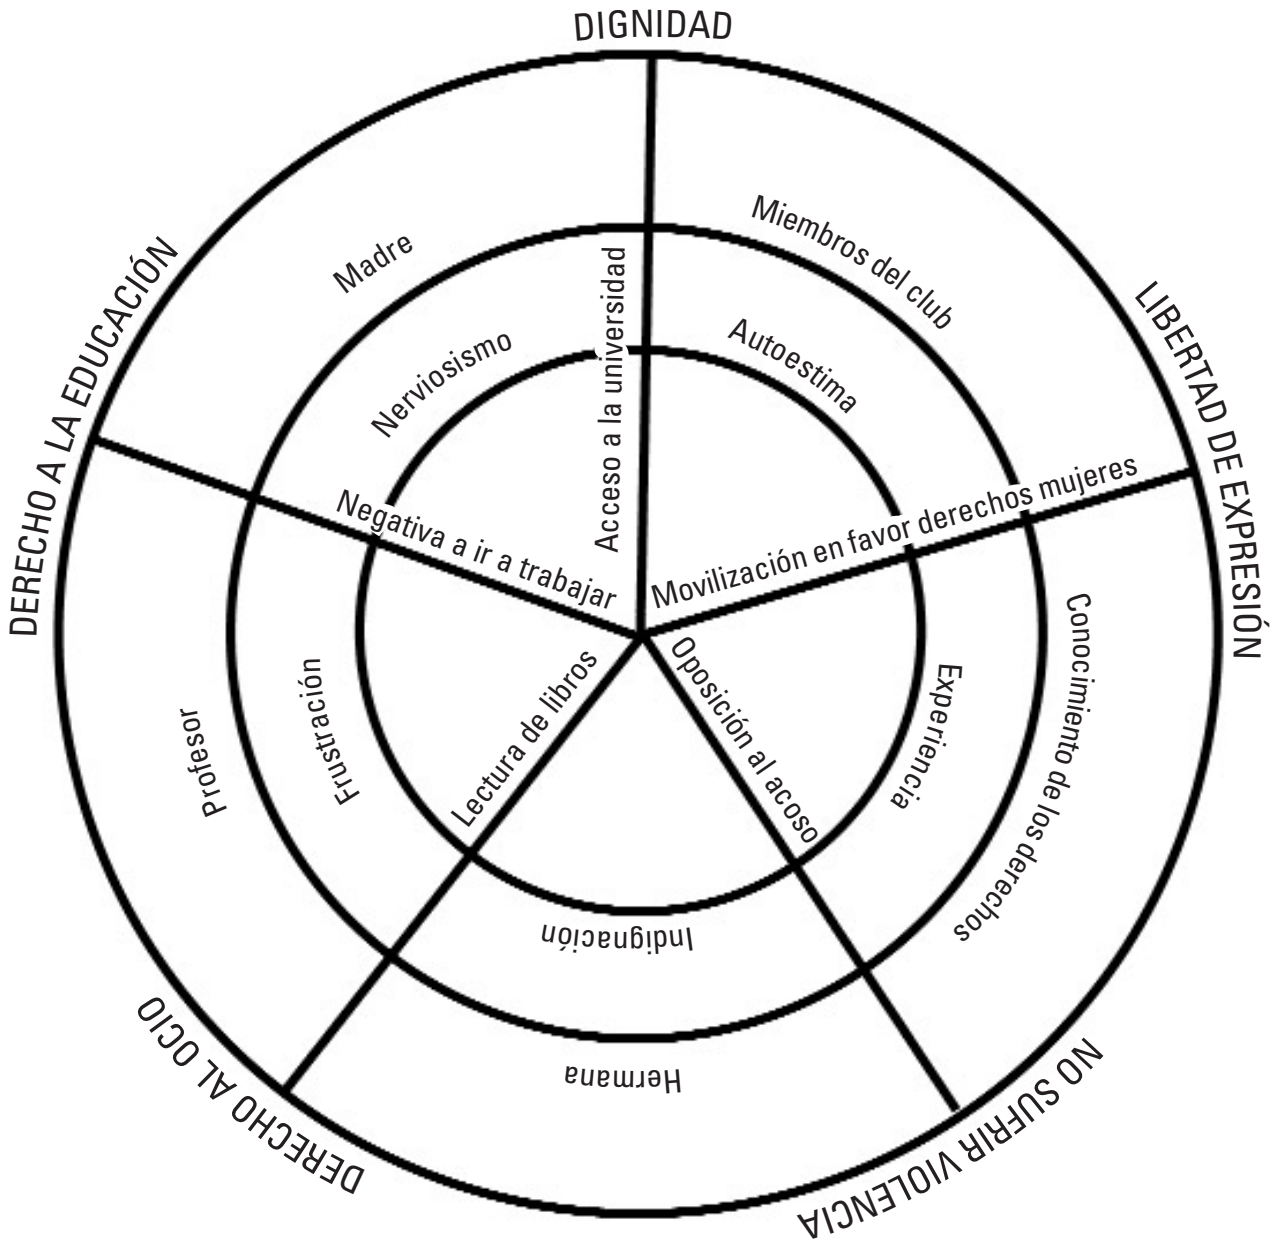 DIGNIDAD
LIBERTAD DE EXPRESIÓN
NO SUFRIR VIOLENCIA
DERECHO AL OCIO
DERECHO A LA EDUCACIÓN
Miembros del club
Conocimiento de los derechos
Hermana
Profesor
Madre
Autoestima
Experiencia
Indignación
Frustración
Nerviosismo
Acceso a la universidad
Movilización en favor derechos mujeres
Oposición al acoso
Lectura de libros
Negativa a ir a trabajar